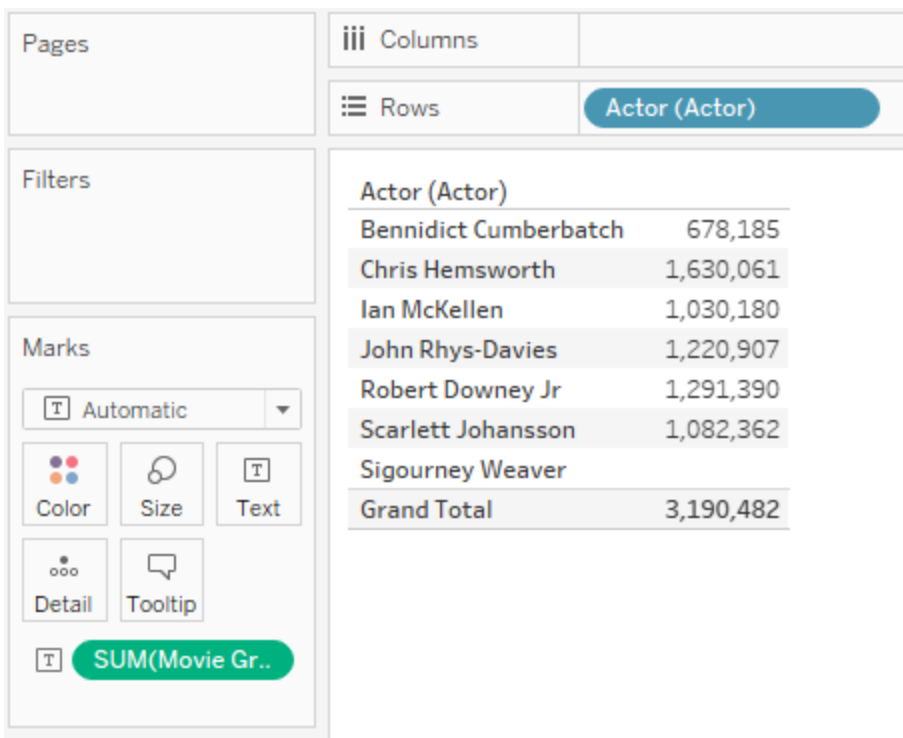 Pages
Columns
Rows
Actor (Actor)
Filters
Marks
Automatic
Color
Size
Text
Detail
Tooltip
SUM(Movie Gr..
Actor (Actor)
Bennidict Cumberbatch 678,185
Chris Hemsworth 1,630,061
Ian McKellen 1,030,180
John Rhys-Davies 1,220,907
Robert Downey Jr 1,291,390
Scarlett Johansson 1,082,362
Sigourney Weaver
Grand Total 3,190,482